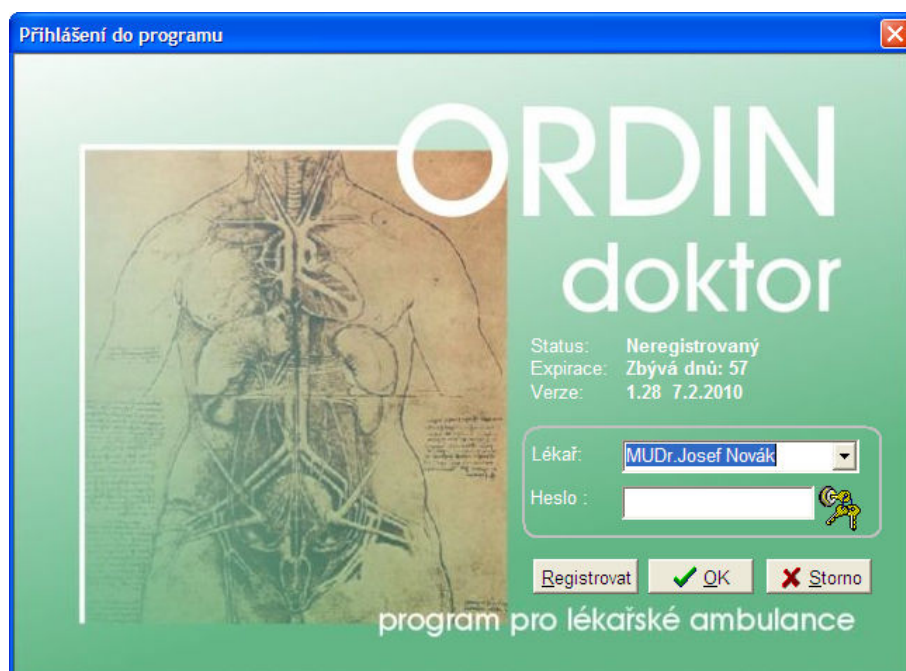 Přihlášení do programu
ORDIN
doktor
Status: Neregistrovaný
Expirace: Zbývá dnů: 57
Verze: 1.28 7.2.2010
Lékař: MUDr.Josef Novák
Heslo :
Registrovat OK Storno
program pro lékařské ambulance